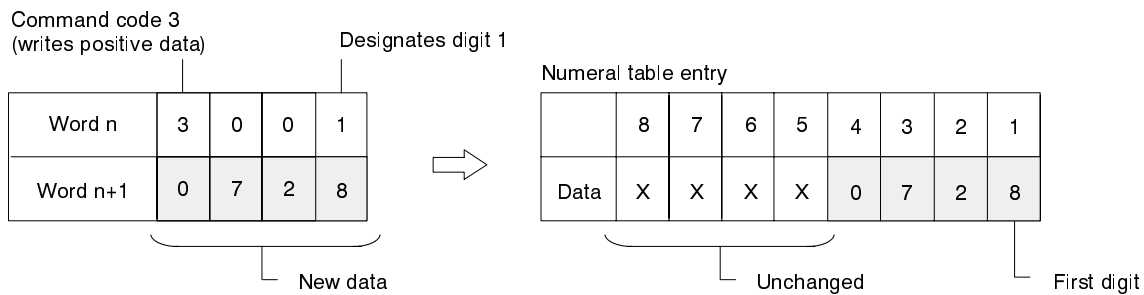 Command code 3
(writes positive data)
Designates digit 1
Numeral table entry
Word n 3 0 0 1
8 7 6 5 4 3 2 1
Word n+1 0 7 2 8
Data X X X X 0 7 2 8
New data
Unchanged
First digit